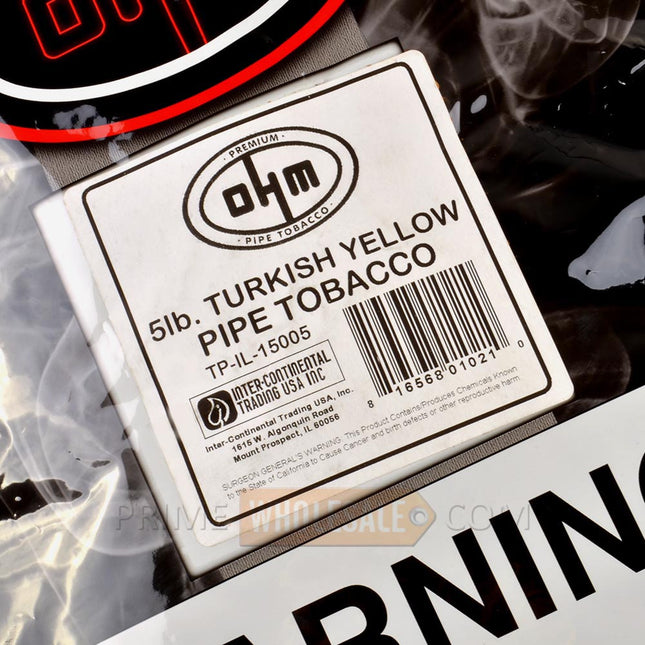 PREMIUM
OHM
PIPE TOBACCO
5lb. TURKISH YELLOW
PIPE TOBACCO
TP-IL-15005
INTER-CONTINENTAL
TRADING USA INC
Inter-Continental Trading USA, Inc.
1615 W. Algonquin Road
Mount Prospect, IL 60056
8 16568 01021 0
SURGEON GENERAL'S WARNING: This Product Contains/Produces Chemicals Known
to the State of California to Cause Cancer and birth defects or other reproductive harm.
PRIME WHOLESALE .COM